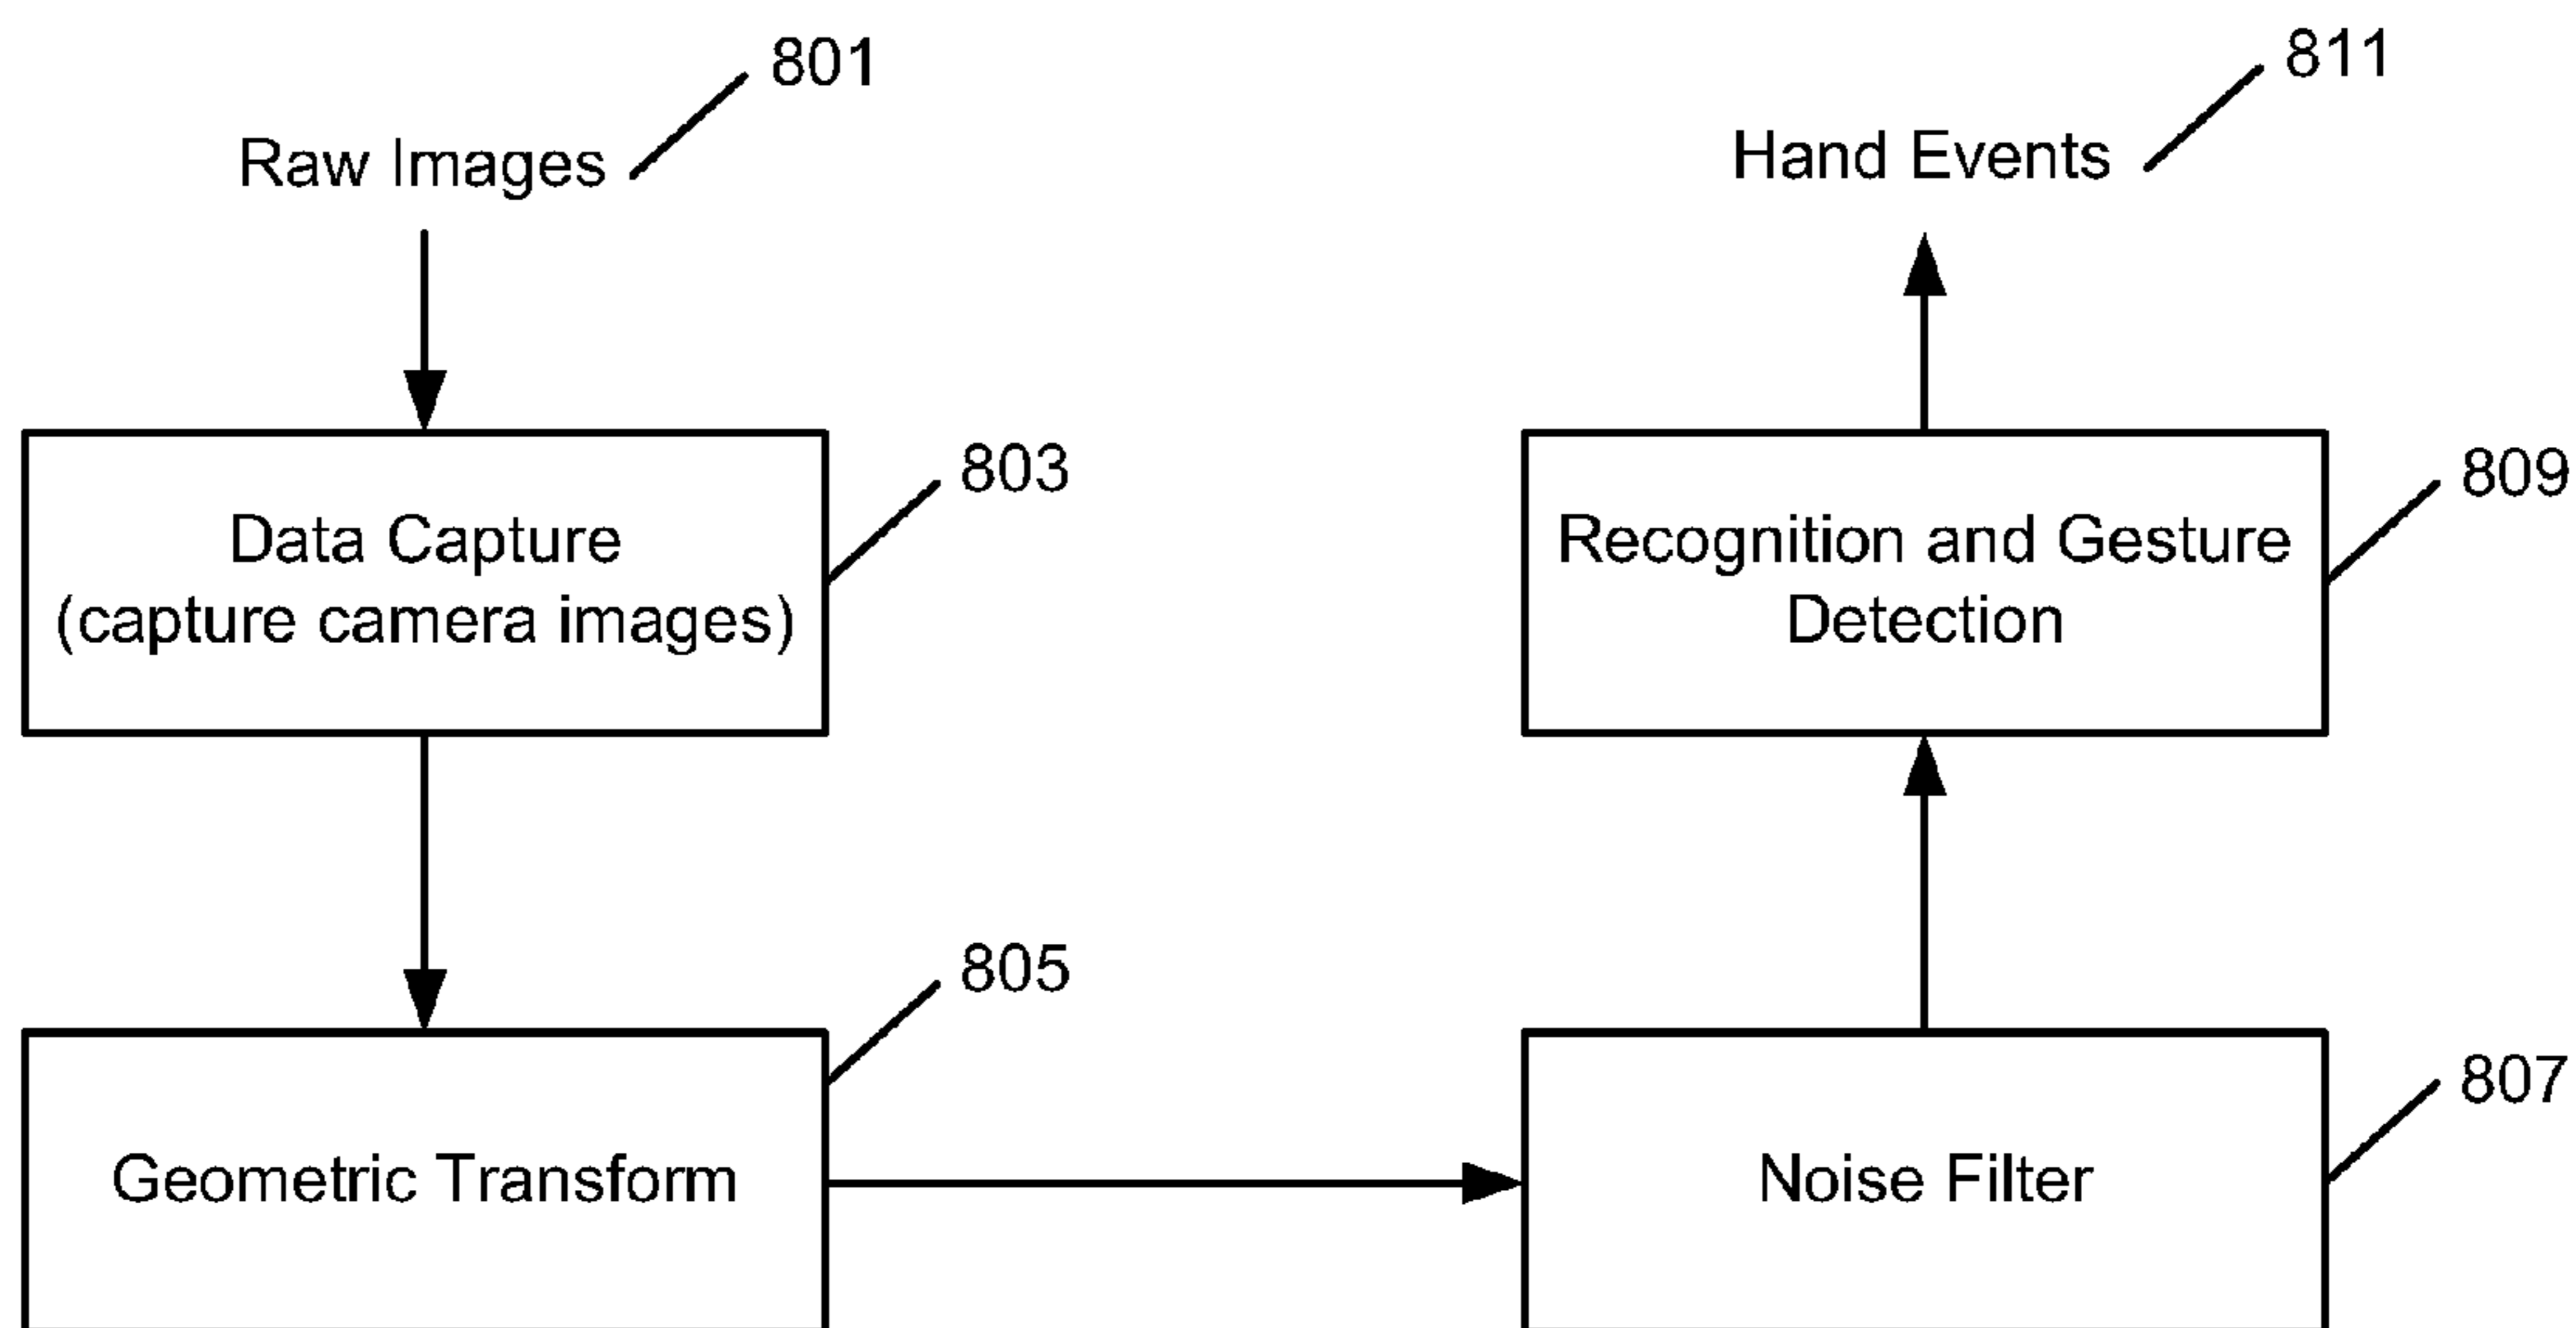 801
Raw Images
803
Data Capture
(capture camera images)
805
Geometric Transform
811
Hand Events
809
Recognition and Gesture
Detection
807
Noise Filter